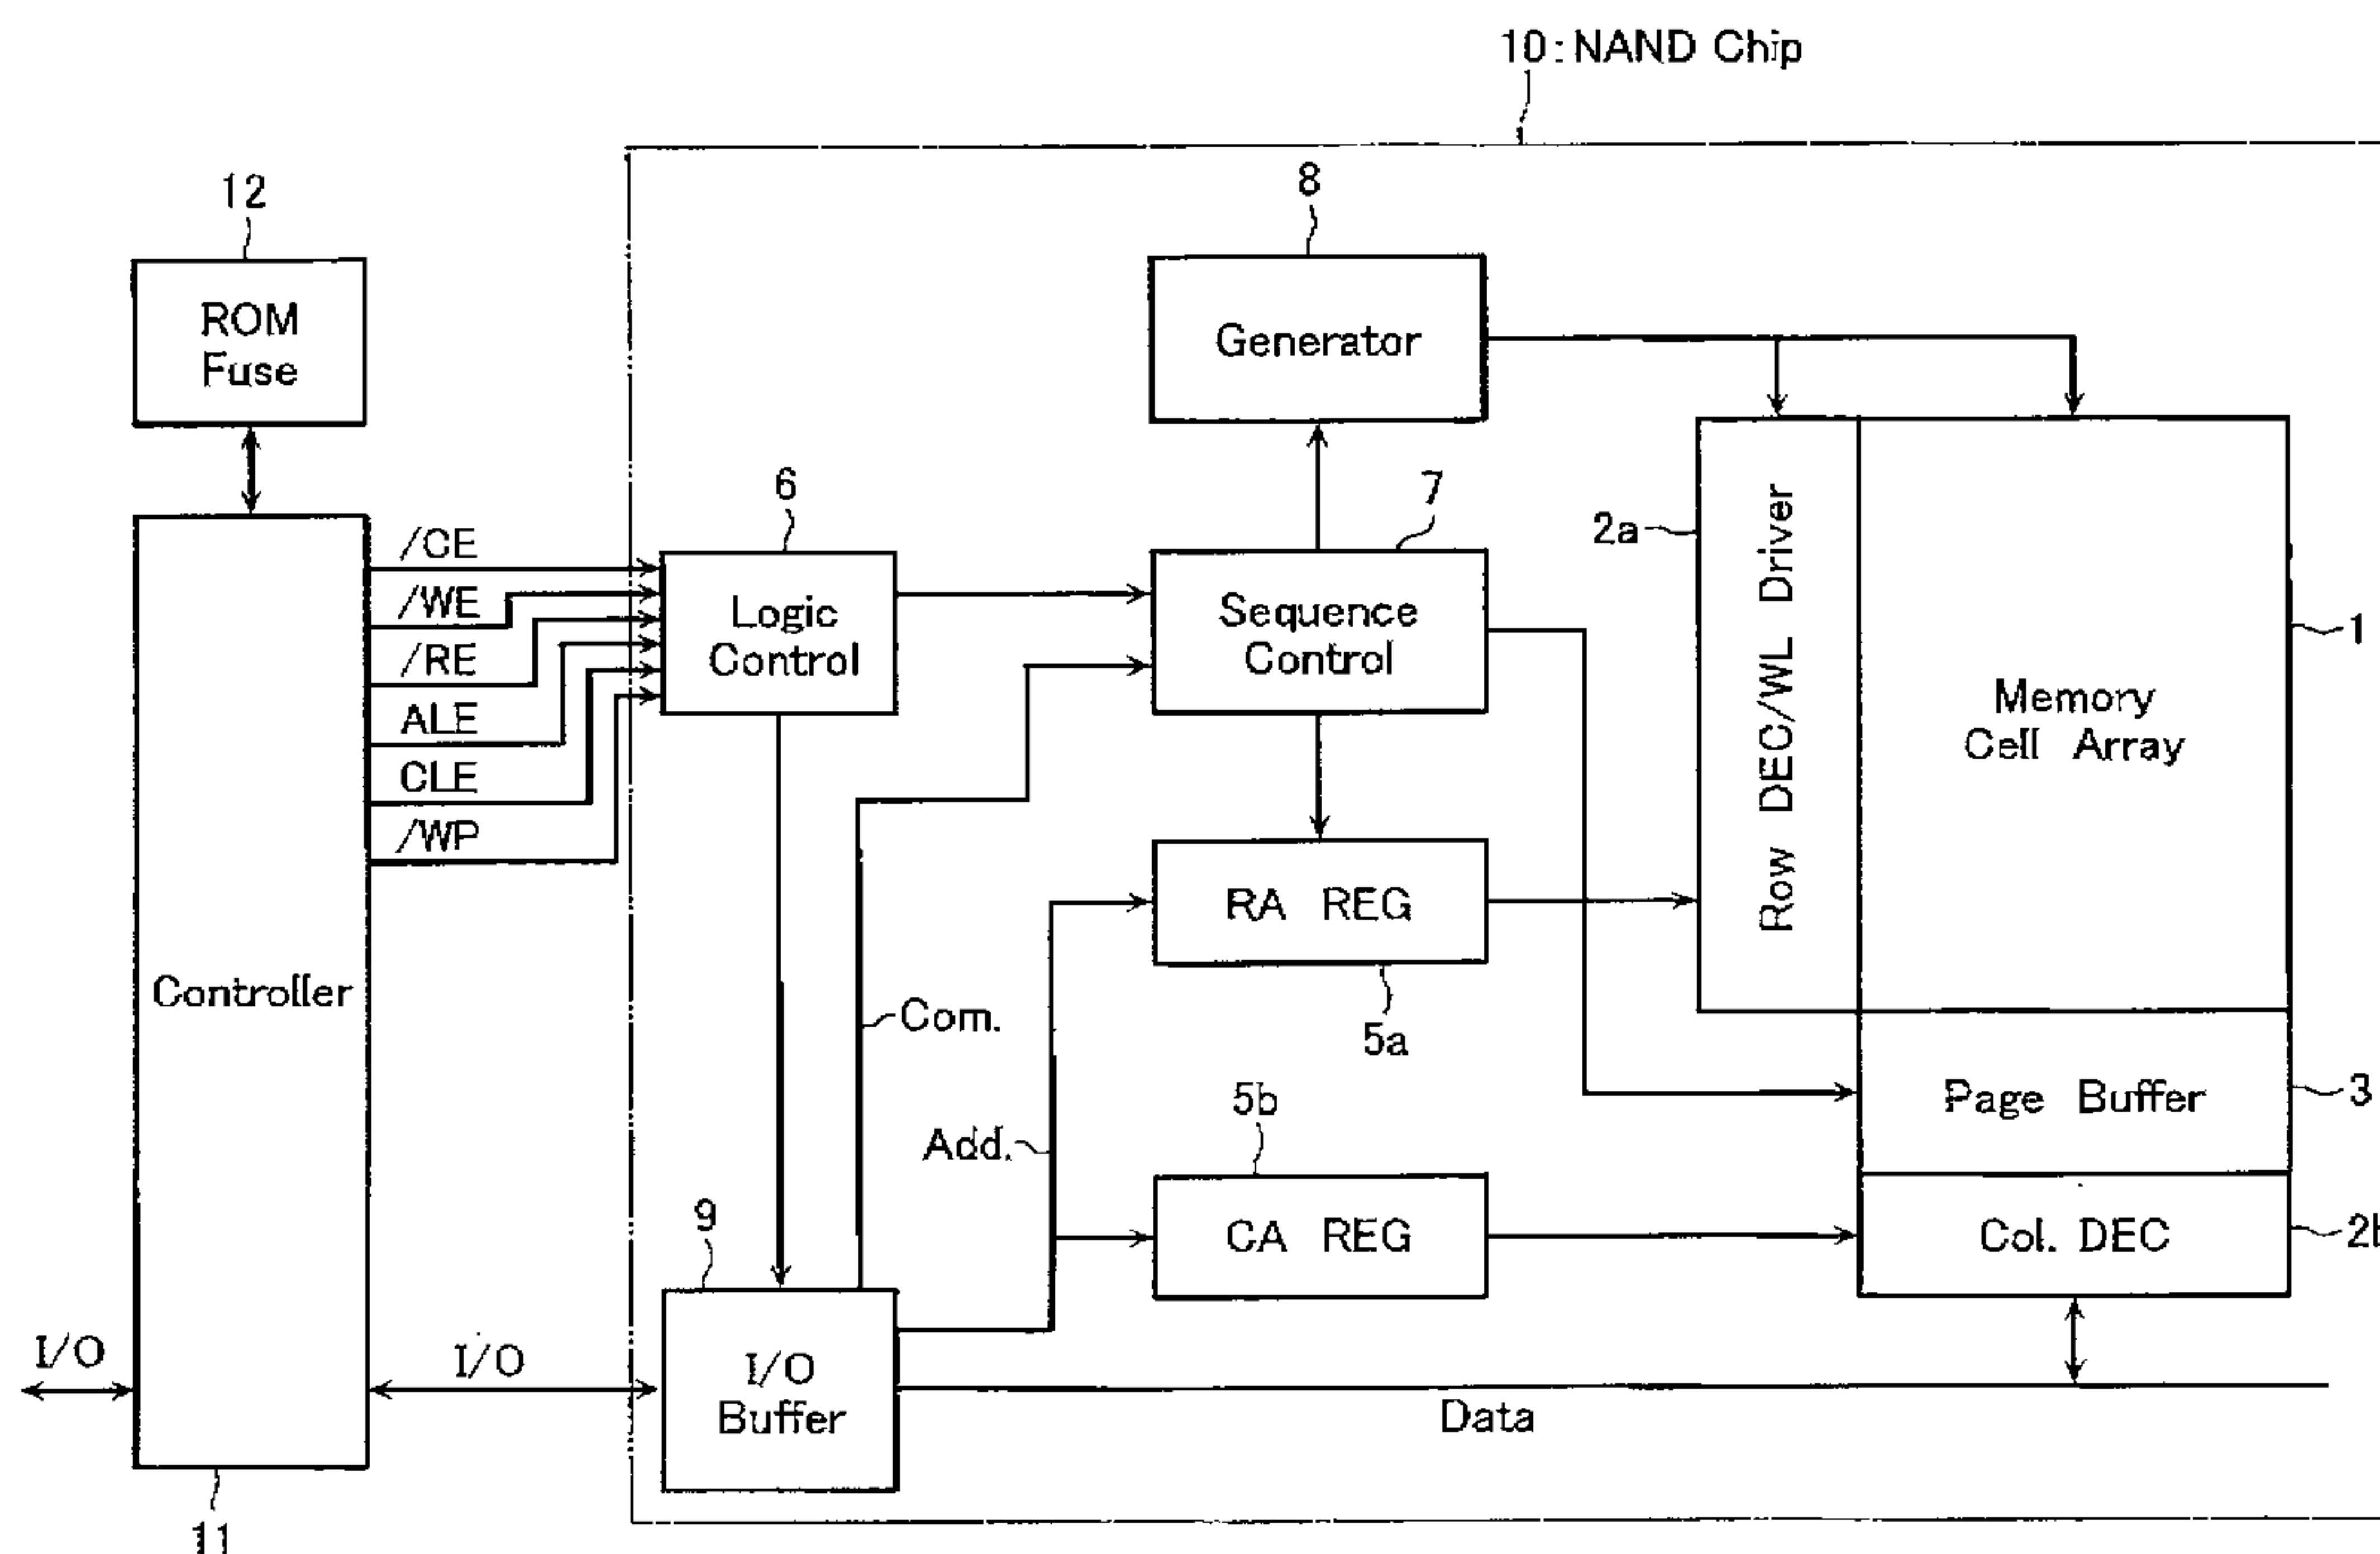 10:NAND Chip
12
8
ROM
Fuse
Generator
6
7
2a
/CE
/WE
/RE
ALE
CLE
/WP
Logic
Control
Sequence
Control
Row DEC/WL Driver
1
Memory
Cell Array
Controller
RA REG
5a
Com.
5b
3
Page Buffer
Add.
9
CA REG
Col. DEC
2b
I/O
I/O
I/O
Buffer
Data
11